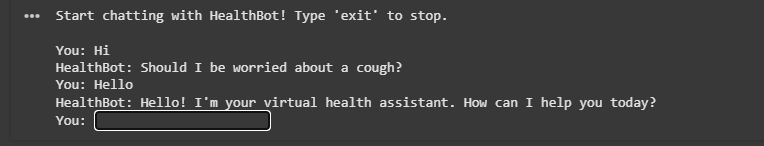 Start chatting with HealthBot! Type 'exit' to stop.
You: Hi
HealthBot: Should I be worried about a cough?
You: Hello
HealthBot: Hello! I'm your virtual health assistant. How can I help you today?
You: